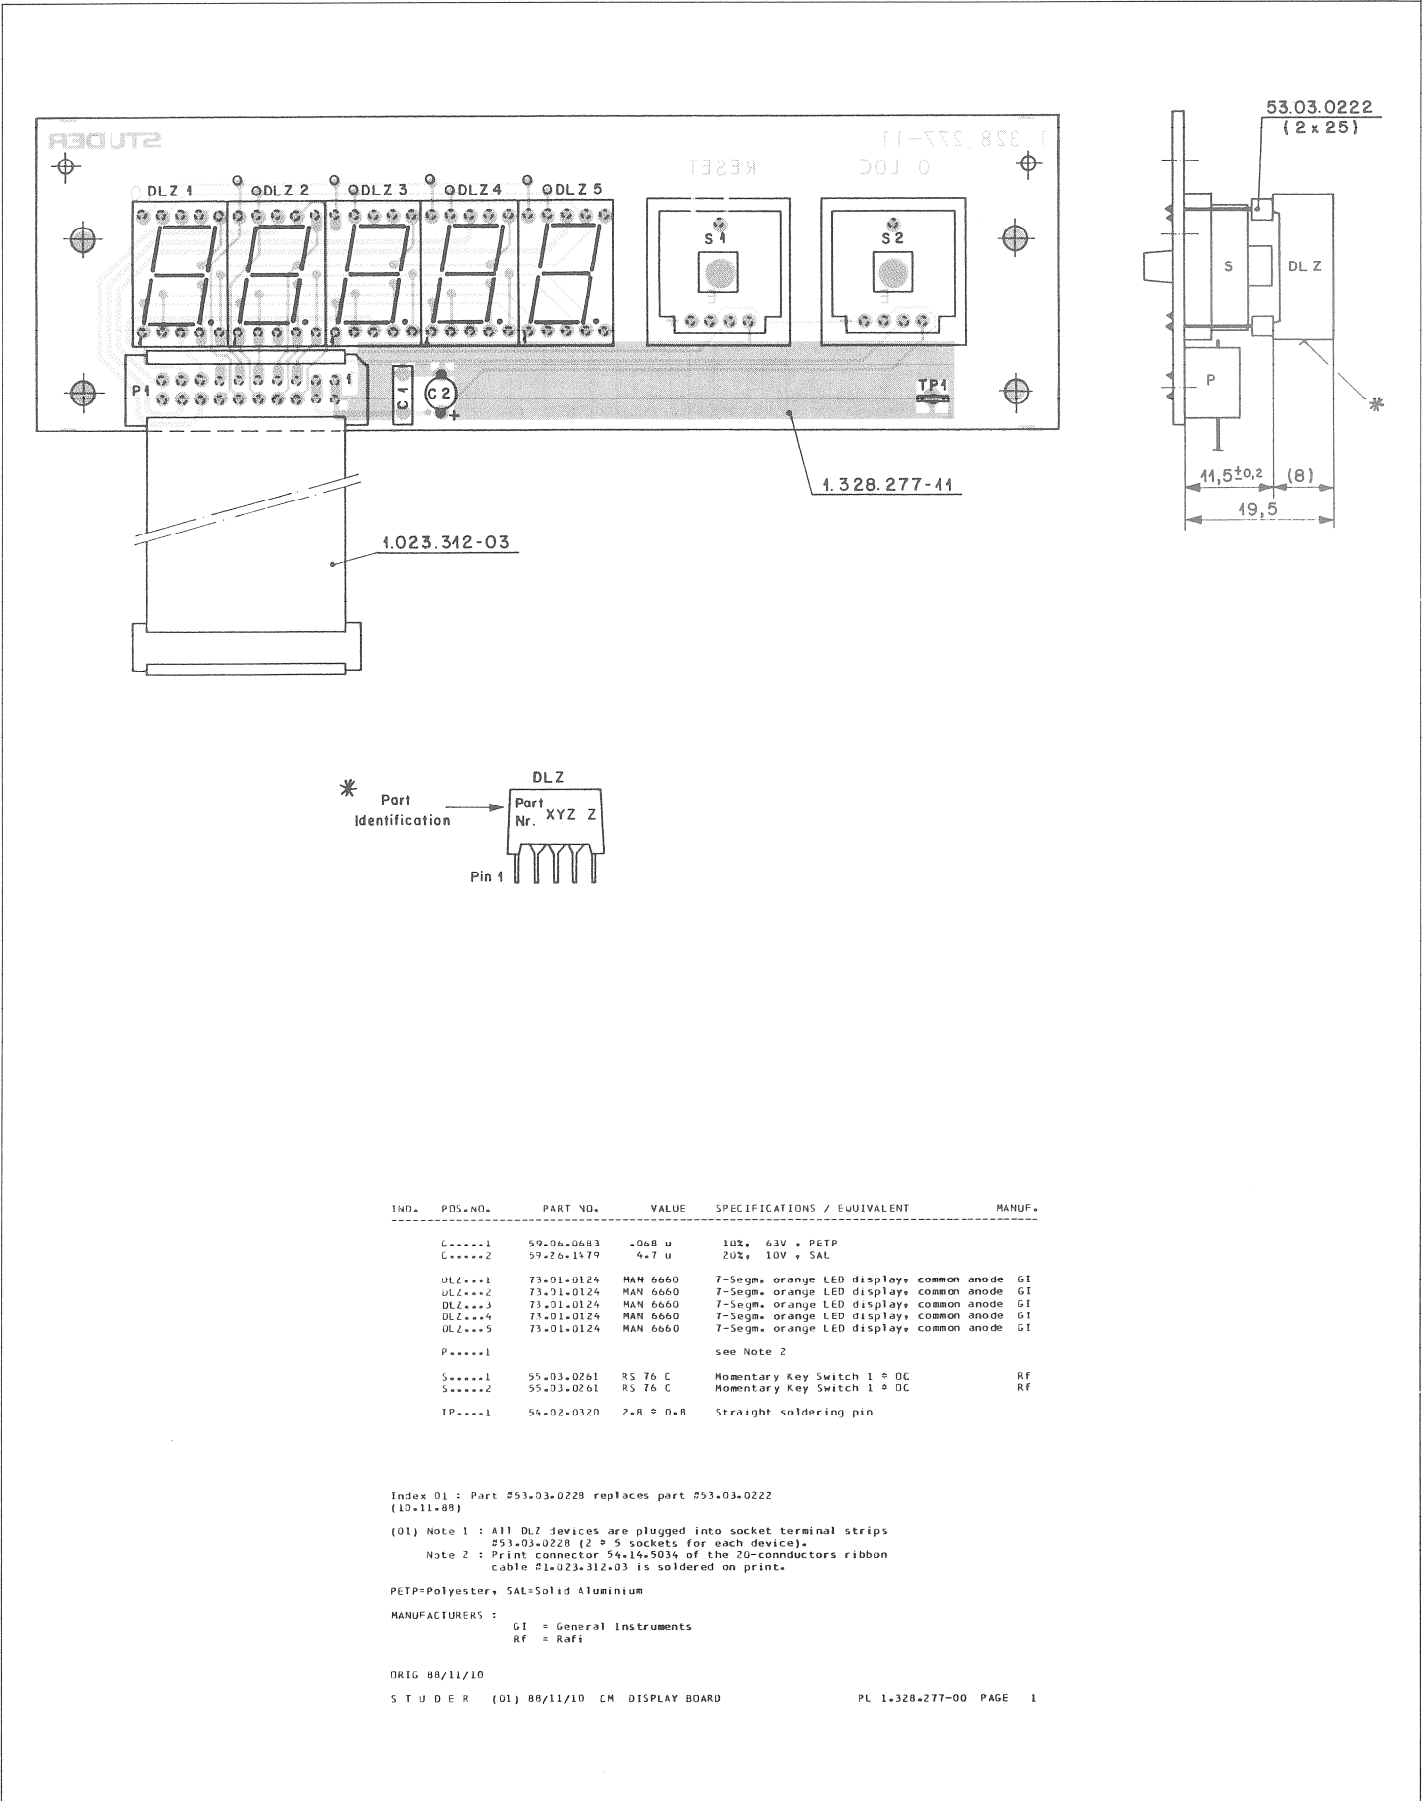 STUDER
1.328.277-11
RESET
0 LOC
53.03.0222
(2 x 25)
DLZ 1
DLZ 2
DLZ 3
DLZ 4
DLZ 5
S 1
S 2
E
E
S
DLZ
P1
1
C 1
C 2
+
TP1
P
*
1.328.277-11
11,5±0,2
(8)
19,5
1.023.312-03
*
Part
Identification
DLZ
Part
Nr.
XYZ Z
Pin 1
IND. POS.NO. PART NO. VALUE SPECIFICATIONS / EQUIVALENT MANUF.
C.....1 59.06.0683 .068 u 10%, 63V , PETP
C.....2 59.26.1479 4.7 u 20%, 10V , SAL
DLZ...1 73.01.0124 MAN 6660 7-Segm. orange LED display, common anode GI
DLZ...2 73.01.0124 MAN 6660 7-Segm. orange LED display, common anode GI
DLZ...3 73.01.0124 MAN 6660 7-Segm. orange LED display, common anode GI
DLZ...4 73.01.0124 MAN 6660 7-Segm. orange LED display, common anode GI
DLZ...5 73.01.0124 MAN 6660 7-Segm. orange LED display, common anode GI
P.....1 see Note 2
S.....1 55.03.0261 RS 76 C Momentary Key Switch 1 * OC Rf
S.....2 55.03.0261 RS 76 C Momentary Key Switch 1 * OC Rf
TP....1 54.02.0320 2.8 * 0.8 Straight soldering pin
Index 01 : Part #53.03.0228 replaces part #53.03.0222
(10.11.88)
(01) Note 1 : All DLZ devices are plugged into socket terminal strips
#53.03.0228 (2 * 5 sockets for each device).
Note 2 : Print connector 54.14.5034 of the 20-connductors ribbon
cable #1.023.312.03 is soldered on print.
PETP=Polyester, SAL=Solid Aluminium
MANUFACTURERS :
GI = General Instruments
Rf = Rafi
ORIG 88/11/10
S T U D E R (01) 88/11/10 CM DISPLAY BOARD PL 1.328.277-00 PAGE 1